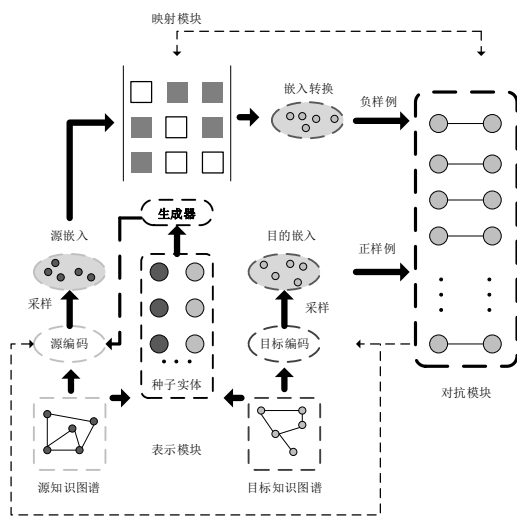 映射模块
嵌入转换
负样例
生成器
源嵌入
目的嵌入
正样例
采样
采样
源编码
目标编码
种子实体
对抗模块
表示模块
源知识图谱
目标知识图谱